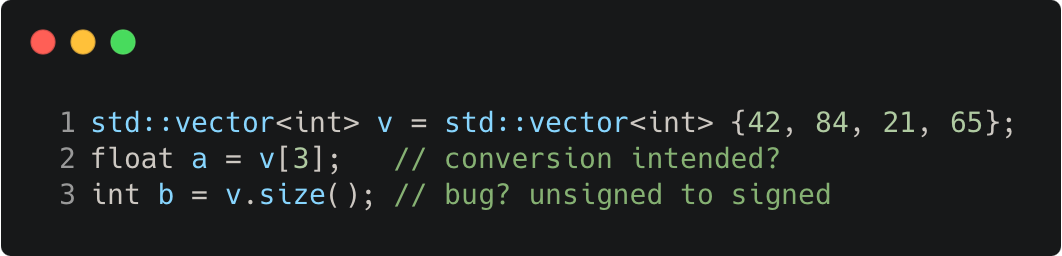 1 std::vector<int> v = std::vector<int> {42, 84, 21, 65};
2 float a = v[3];    // conversion intended?
3 int b = v.size(); // bug? unsigned to signed